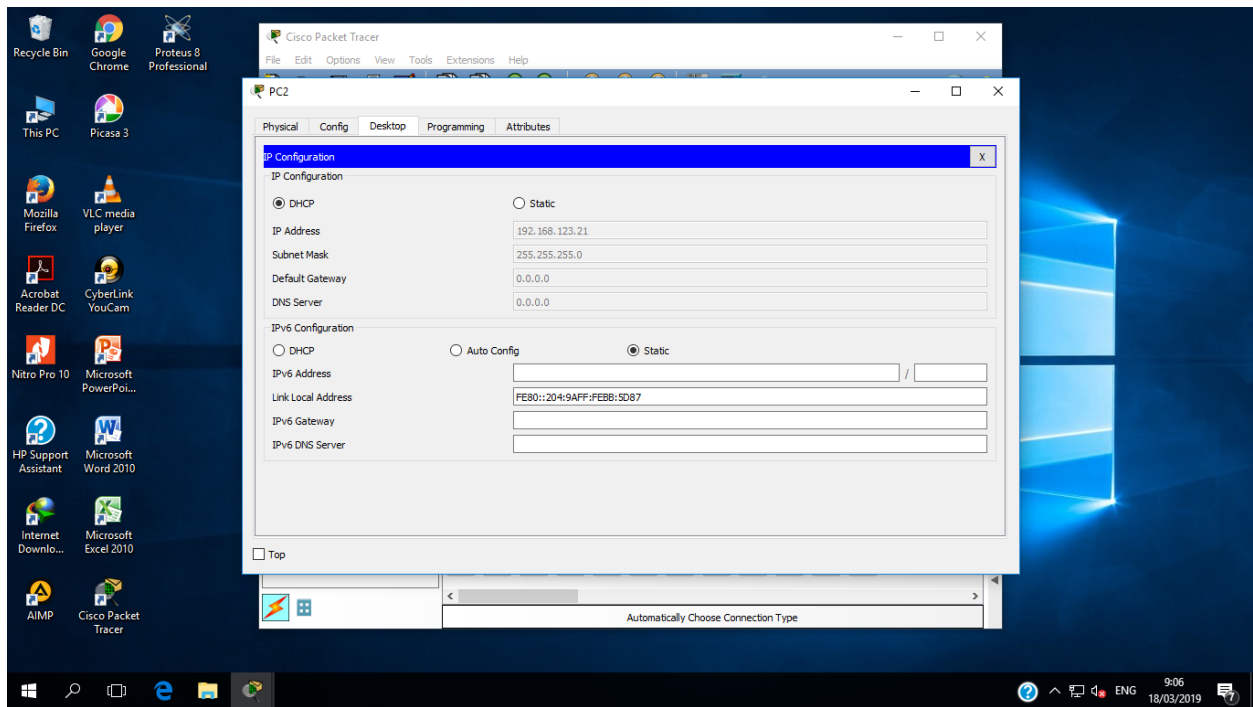 Recycle Bin
Google
Chrome
Proteus 8
Professional
This PC
Picasa 3
Mozilla
Firefox
VLC media
player
Acrobat
Reader DC
CyberLink
YouCam
Nitro Pro 10
Microsoft
PowerPoi...
HP Support
Assistant
Microsoft
Word 2010
Internet
Downlo...
Microsoft
Excel 2010
AIMP
Cisco Packet
Tracer
Cisco Packet Tracer
File Edit Options View Tools Extensions Help
PC2
Physical Config Desktop Programming Attributes
IP Configuration X
IP Configuration
DHCP Static
IP Address 192.168.123.21
Subnet Mask 255.255.255.0
Default Gateway 0.0.0.0
DNS Server 0.0.0.0
IPv6 Configuration
DHCP Auto Config Static
IPv6 Address /
Link Local Address FE80::204:9AFF:FEBB:5D87
IPv6 Gateway
IPv6 DNS Server
Top
Automatically Choose Connection Type
ENG
9:06
18/03/2019
7